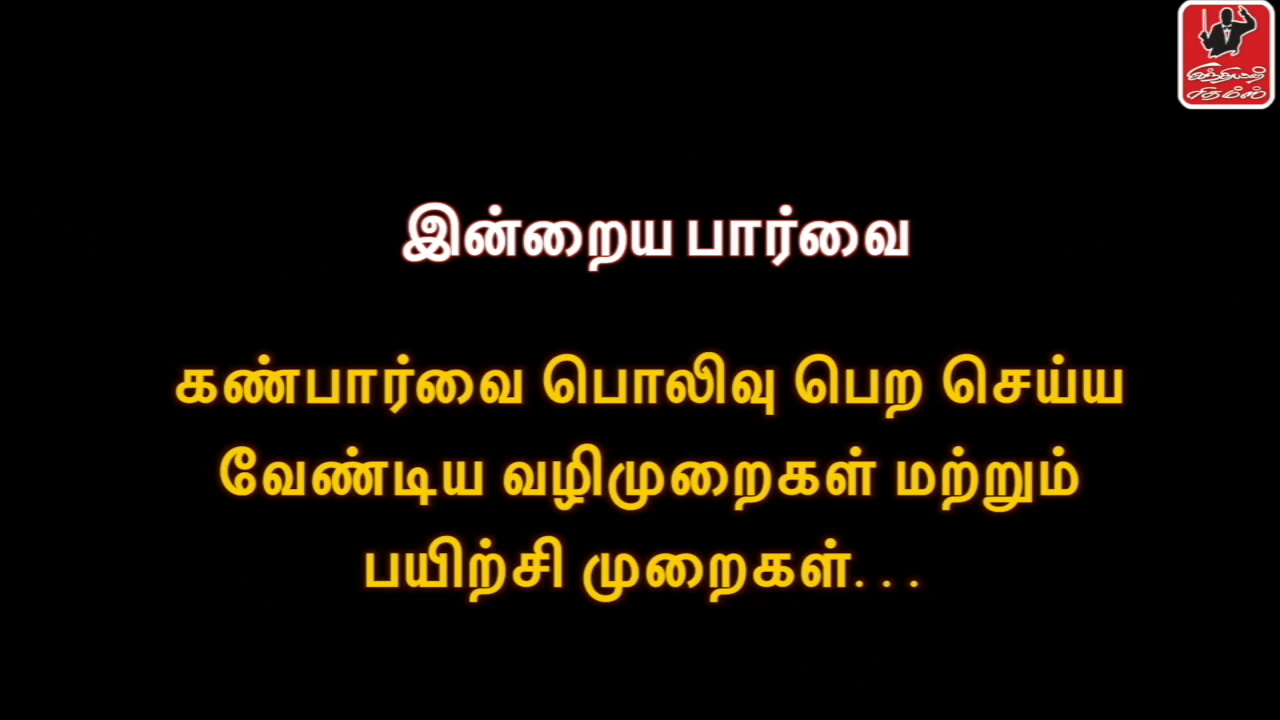 இன்றைய பார்வை
கண்பார்வை பொலிவு பெற செய்ய
வேண்டிய வழிமுறைகள் மற்றும்
பயிற்சி முறைகள்...